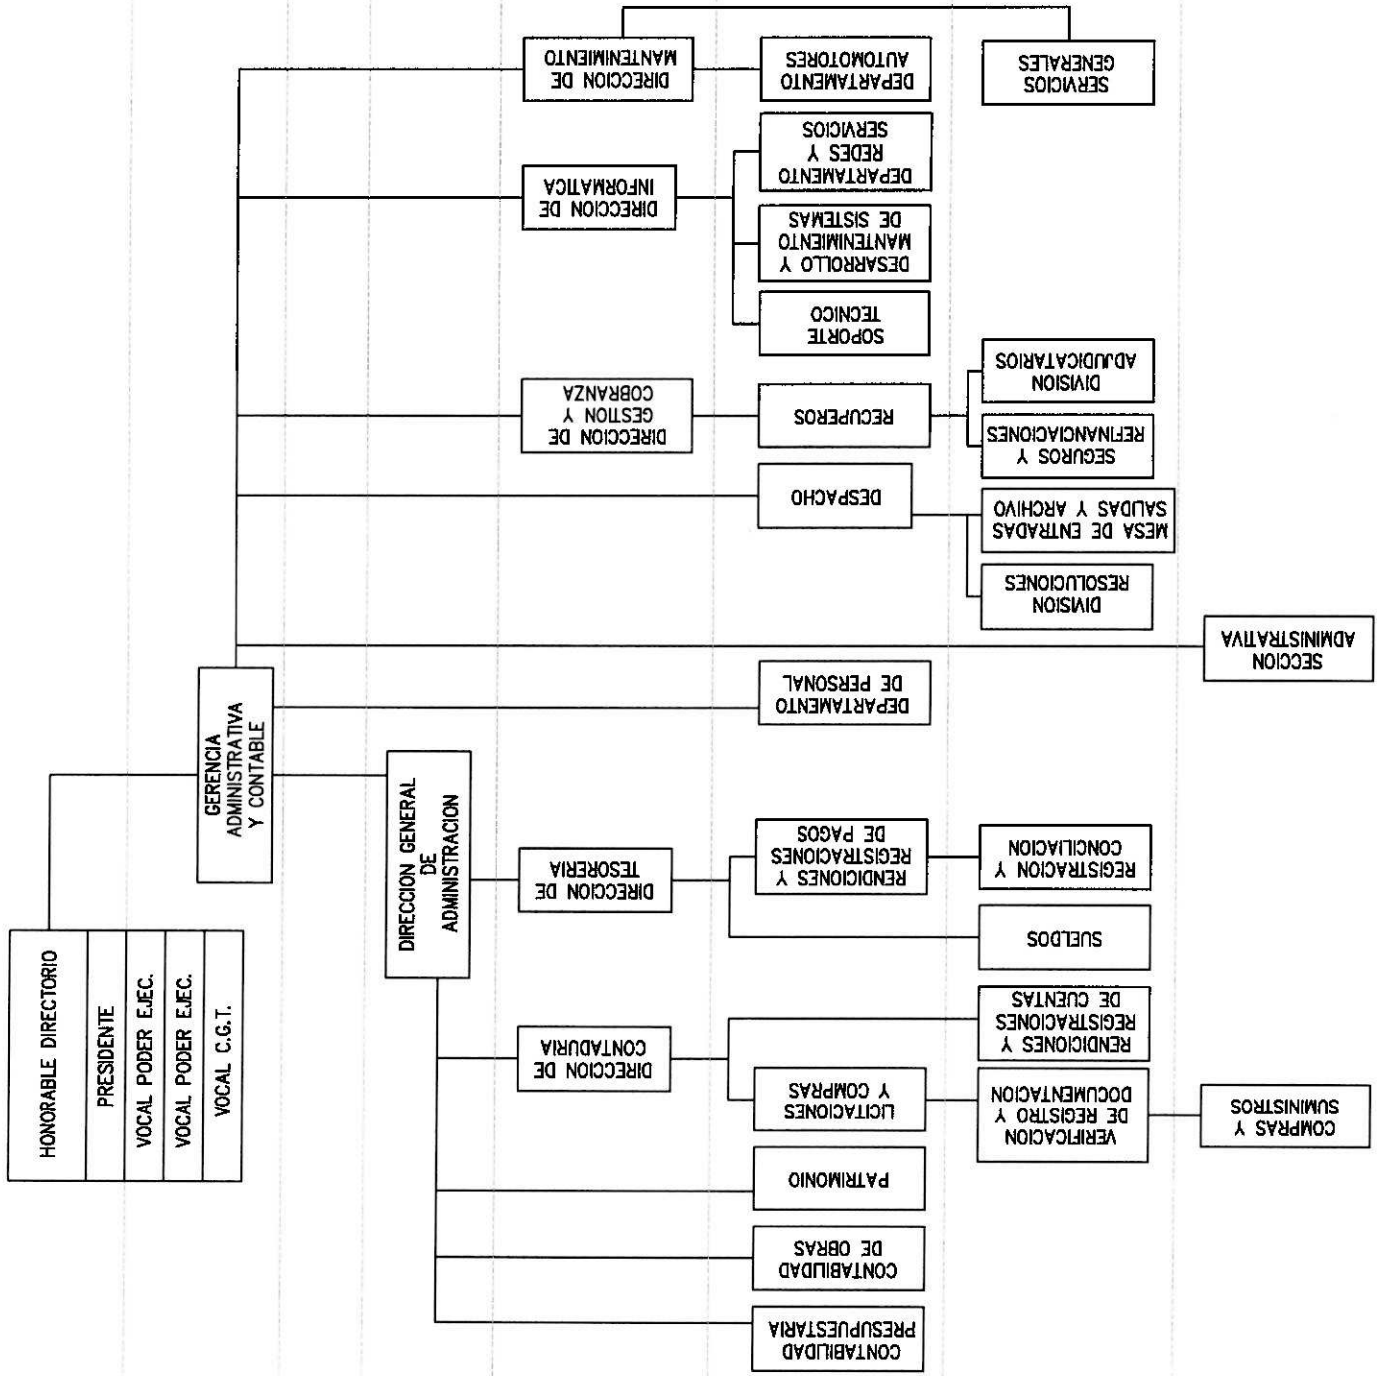 HONORABLE DIRECTORIO
PRESIDENTE
VOCAL PODER EJEC.
VOCAL PODER EJEC.
VOCAL C.G.T.
GERENCIA
ADMINISTRATIVA
Y CONTABLE
DIRECCION GENERAL
DE
ADMINISTRACION
DIRECCION DE
MANTENIMIENTO
DEPARTAMENTO
AUTOMOTORES
SERVICIOS
GENERALES
DIRECCION DE
INFORMATICA
DEPARTAMENTO
REDES Y
SERVICIOS
DESARROLLO Y
MANTENIMIENTO
DE SISTEMAS
SOPORTE
TECNICO
DIRECCION DE
GESTION Y
COBRANZA
RECUPEROS
DIVISION
ADJUDICATARIOS
SEGUROS Y
REFINANCIACIONES
DESPACHO
MESA DE ENTRADAS
SALIDAS Y ARCHIVO
DIVISION
RESOLUCIONES
SECCION
ADMINISTRATIVA
DEPARTAMENTO
DE PERSONAL
DIRECCION DE
TESORERIA
RENDICIONES Y
REGISTRACIONES
DE PAGOS
REGISTRACION Y
CONCILIACION
SUELDOS
DIRECCION DE
CONTADURIA
RENDICIONES Y
REGISTRACIONES
DE CUENTAS
LICITACIONES
Y COMPRAS
VERIFICACION
DE REGISTRO Y
DOCUMENTACION
COMPRAS Y
SUMINISTROS
PATRIMONIO
CONTABILIDAD
DE OBRAS
CONTABILIDAD
PRESUPUESTARIA